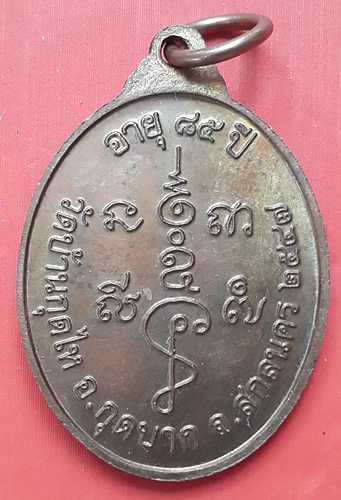 อายุ ๘๕ ปี
วัดบ้านกุดไห อ.กุดบาก จ.สกลนคร ๒๕๔๗